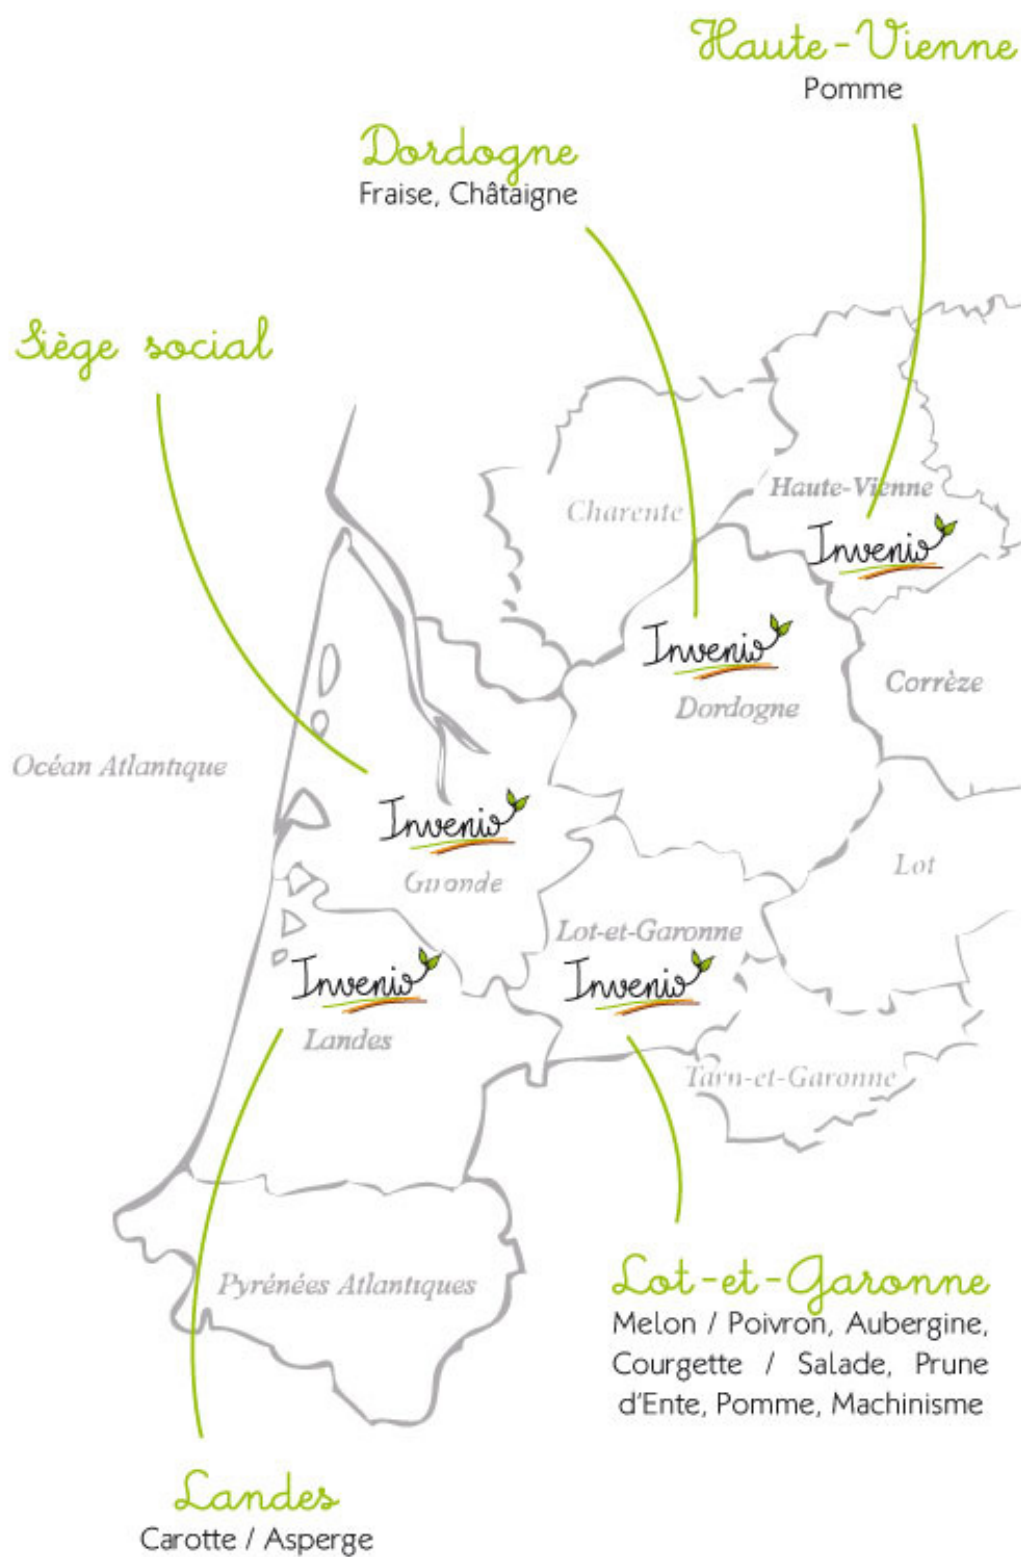 Haute-Vienne
Pomme
Dordogne
Fraise, Châtaigne
Siège social
Charente
Haute-Vienne
Invenio
Invenio
Corrèze
Dordogne
Océan Atlantique
Invenio
Gironde
Lot
Lot-et-Garonne
Invenio
Invenio
Landes
Tarn-et-Garonne
Pyrénées Atlantiques
Lot-et-Garonne
Melon / Poivron, Aubergine,
Courgette / Salade, Prune
d'Ente, Pomme, Machinisme
Landes
Carotte / Asperge